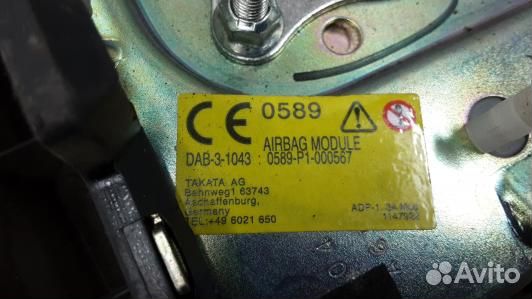 CE 0589
AIRBAG MODULE
DAB-3-1043 : 0589-P1-000567
TAKATA AG
Bahnweg1 63743
Aschaffenburg,
Germany
TEL:+49 6021 650
Avito